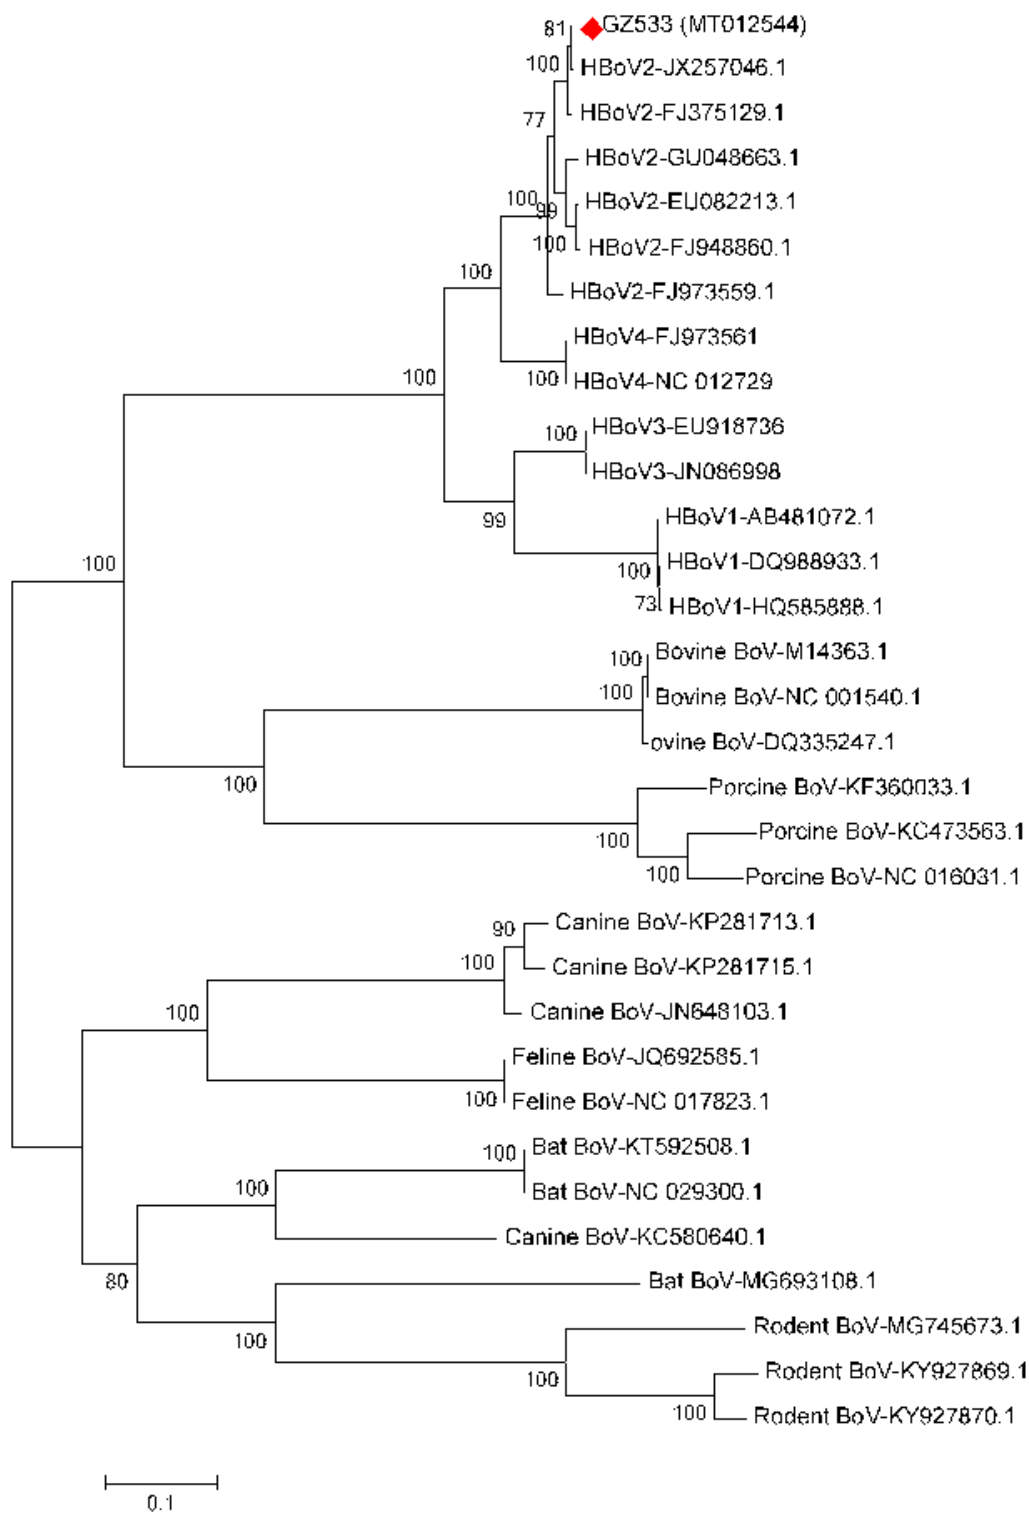 81 GZ533 (MT012544)
100 HBoV2-JX257046.1
HBoV2-FJ375129.1
77
HBoV2-GU048663.1
100 99 HBoV2-EU082213.1
100 HBoV2-FJ948860.1
100
HBoV2-FJ973559.1
HBoV4-FJ973561
100 100 HBoV4-NC 012729
100 HBoV3-EU918736
HBoV3-JN086998
99 HBoV1-AB481072.1
100 100 HBoV1-DQ988933.1
73 HBoV1-HQ585888.1
100 Bovine BoV-M14363.1
100 Bovine BoV-NC 001540.1
ovine BoV-DQ335247.1
100 Porcine BoV-KF360033.1
100 Porcine BoV-KC473563.1
100 Porcine BoV-NC 016031.1
90 Canine BoV-KP281713.1
100 Canine BoV-KP281715.1
100 Canine BoV-JN648103.1
Feline BoV-JQ692585.1
100 Feline BoV-NC 017823.1
100 Bat BoV-KT592508.1
100 Bat BoV-NC 029300.1
Canine BoV-KC580640.1
80 Bat BoV-MG693108.1
100 Rodent BoV-MG745673.1
100 Rodent BoV-KY927869.1
100 Rodent BoV-KY927870.1
0.1